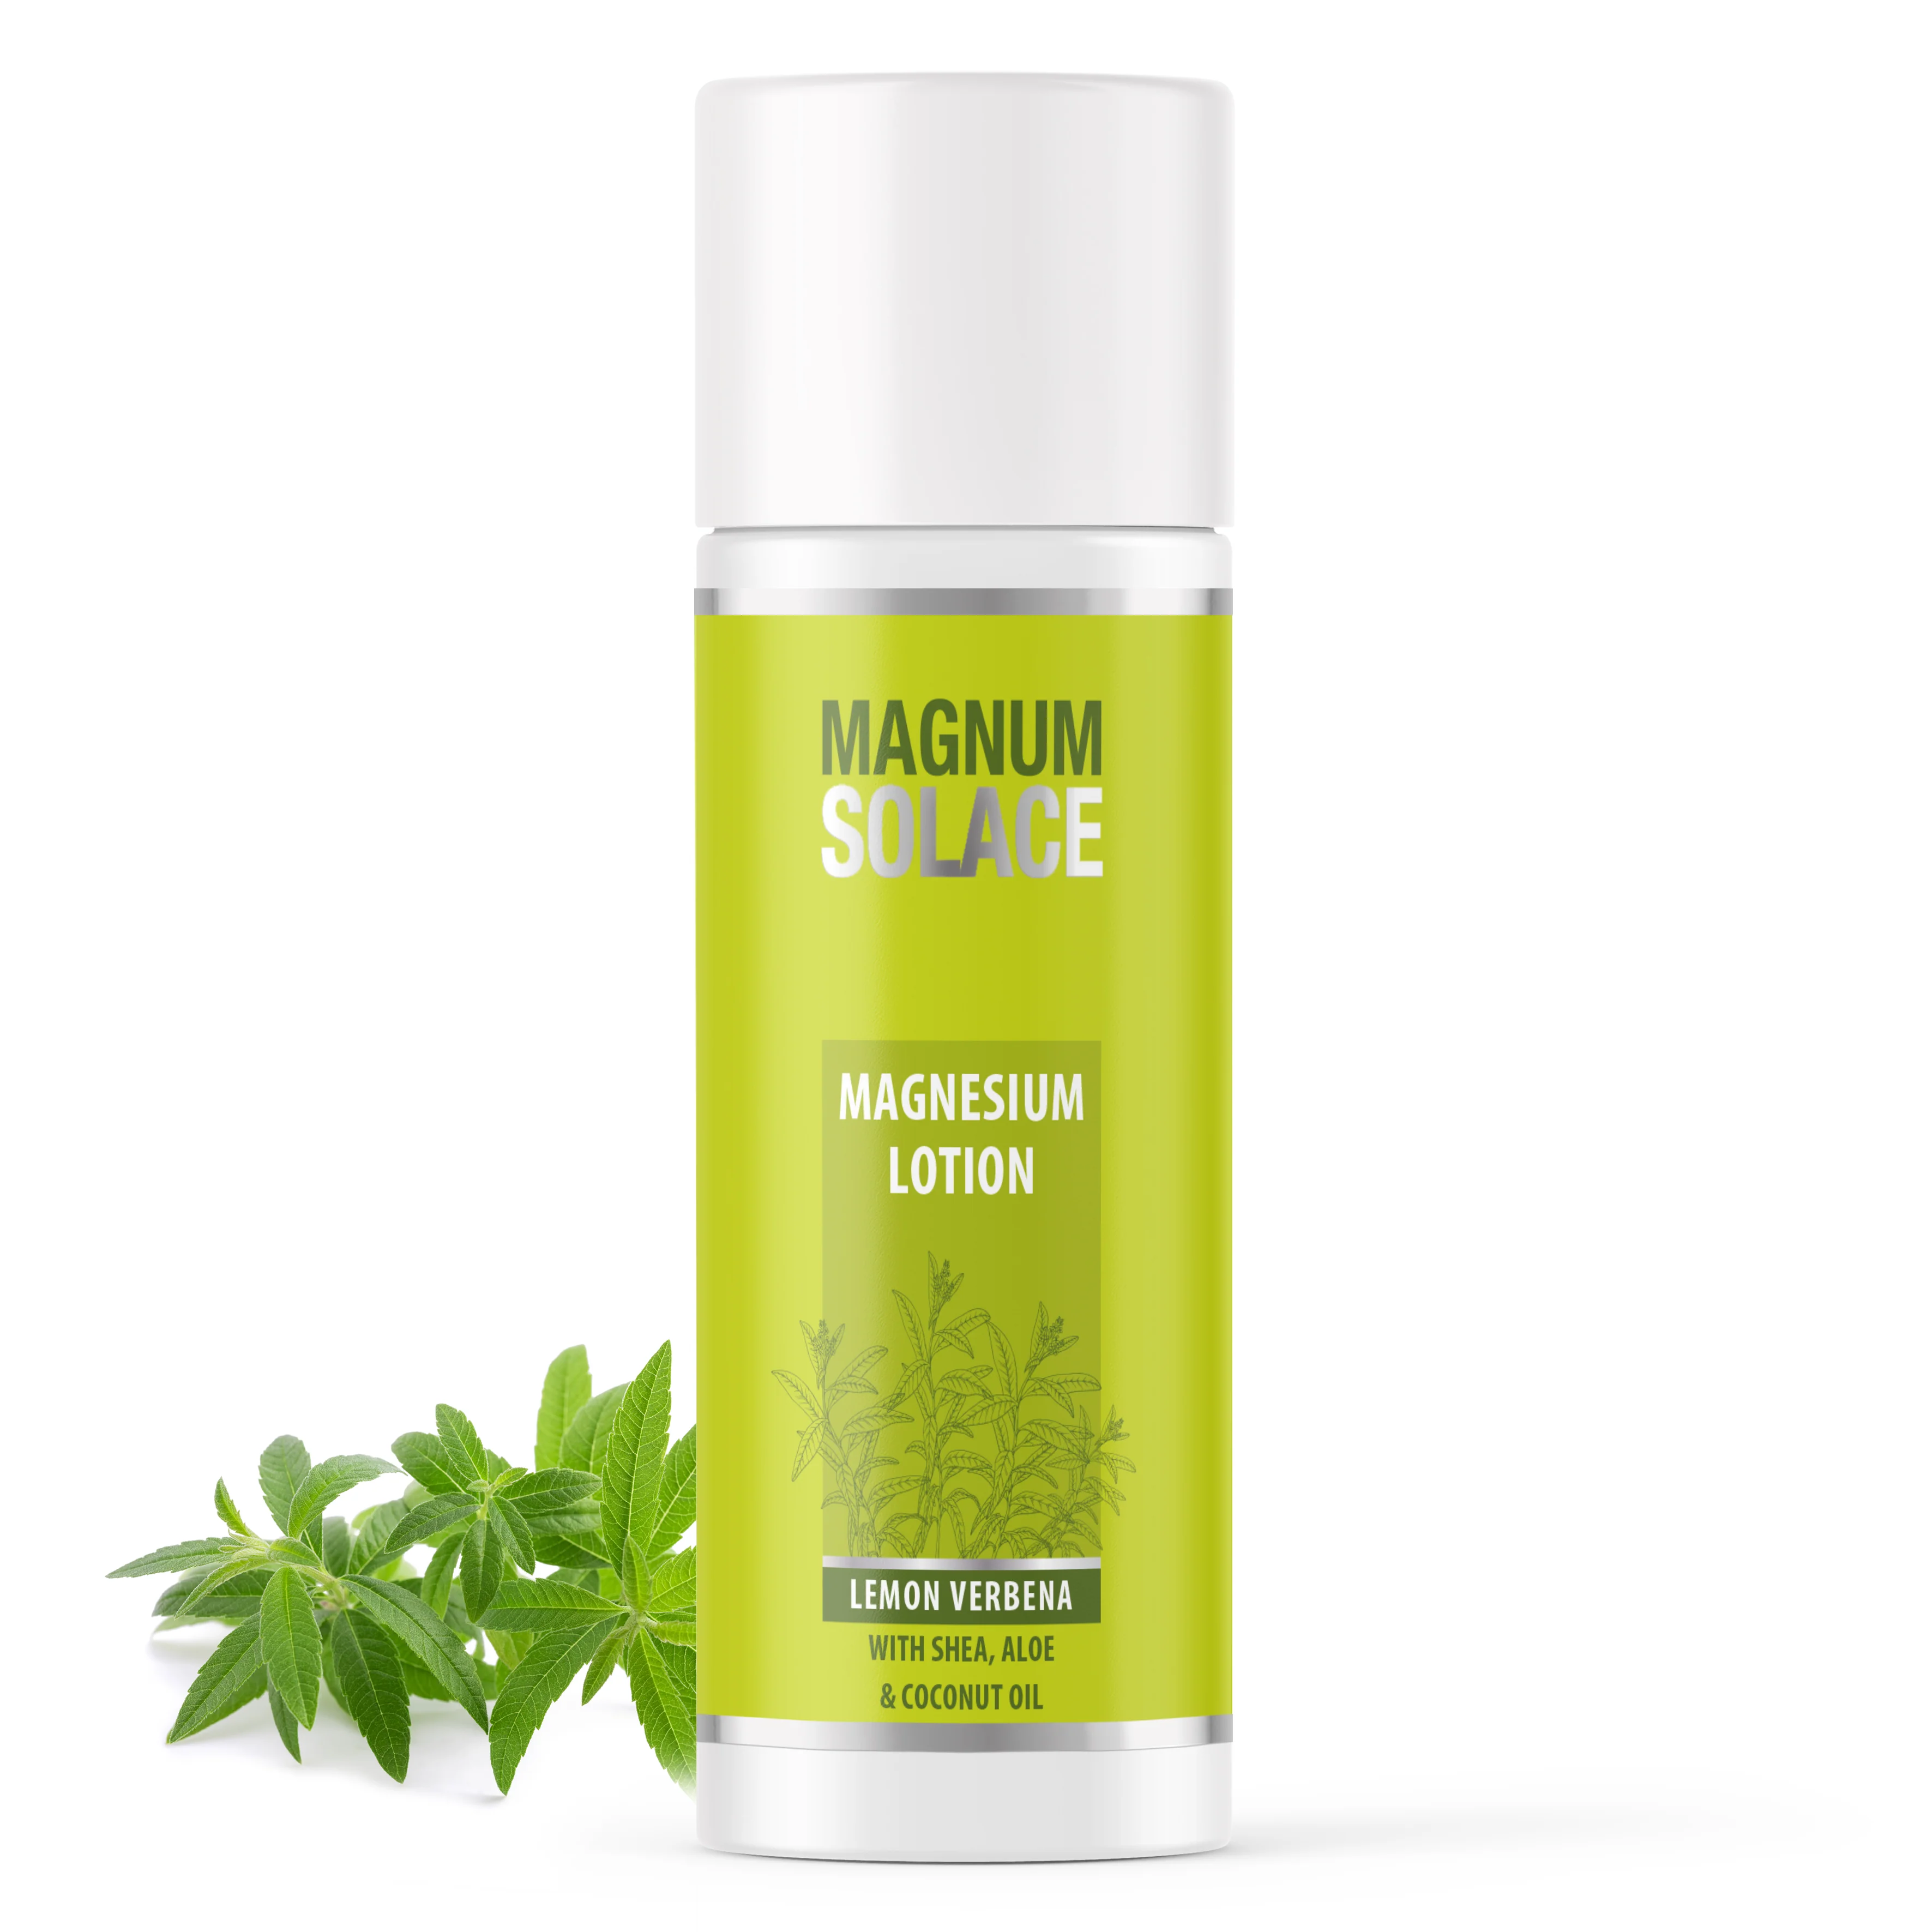 MAGNUM
SOLACE
MAGNESIUM
LOTION
LEMON VERBENA
WITH SHEA, ALOE
& COCONUT OIL